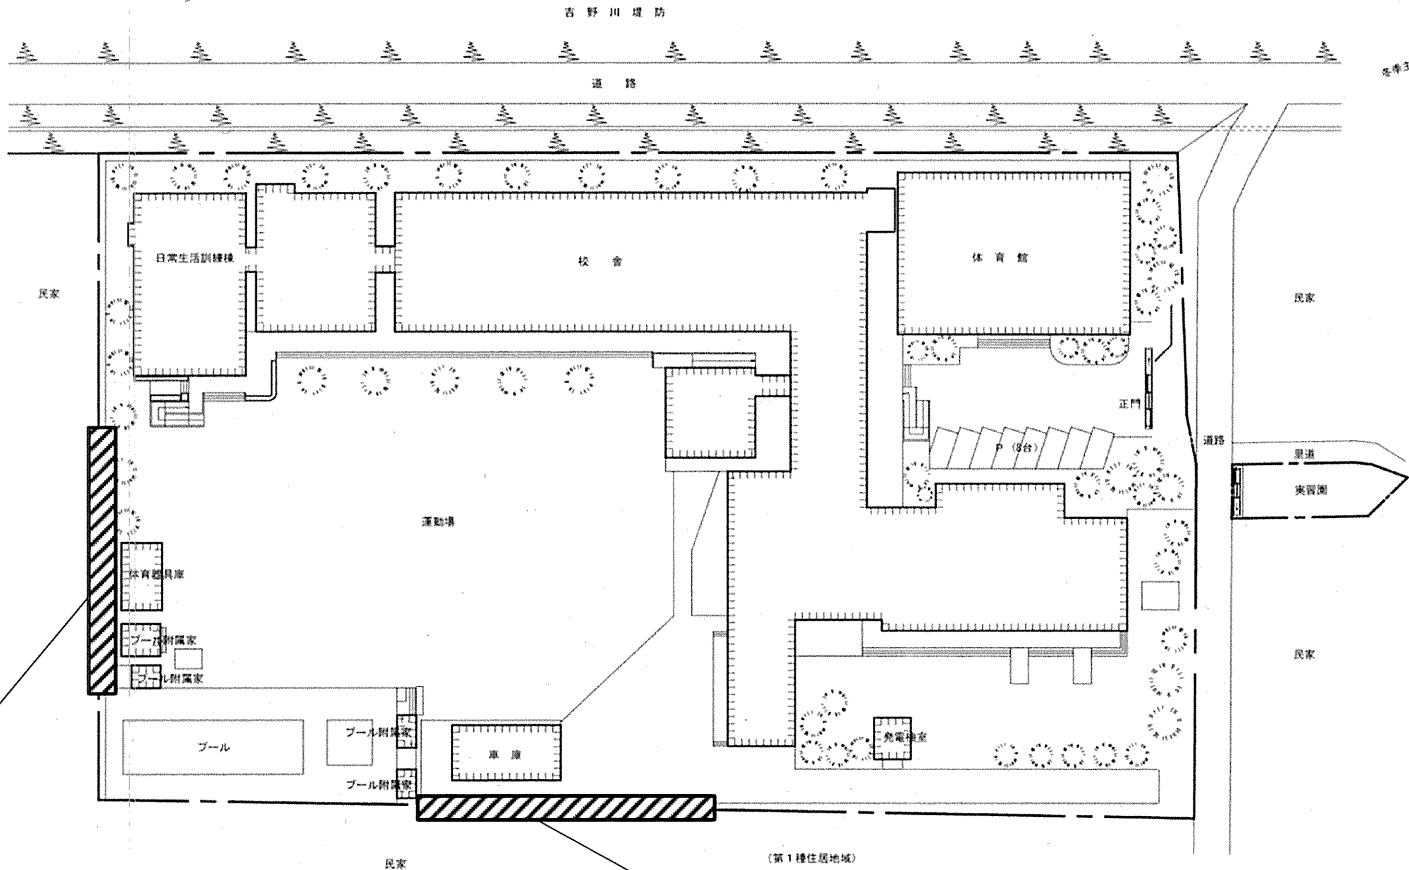 吉野川堤防
道路
日常生活訓練棟
校舎
体育館
民家
民家
正門
道路
P (8台)
里道
実習園
運動場
体育器具庫
プール附属家
民家
プール附属家
プール
プール附属家
車庫
発電機室
プール附属家
民家
(第1種住居地域)